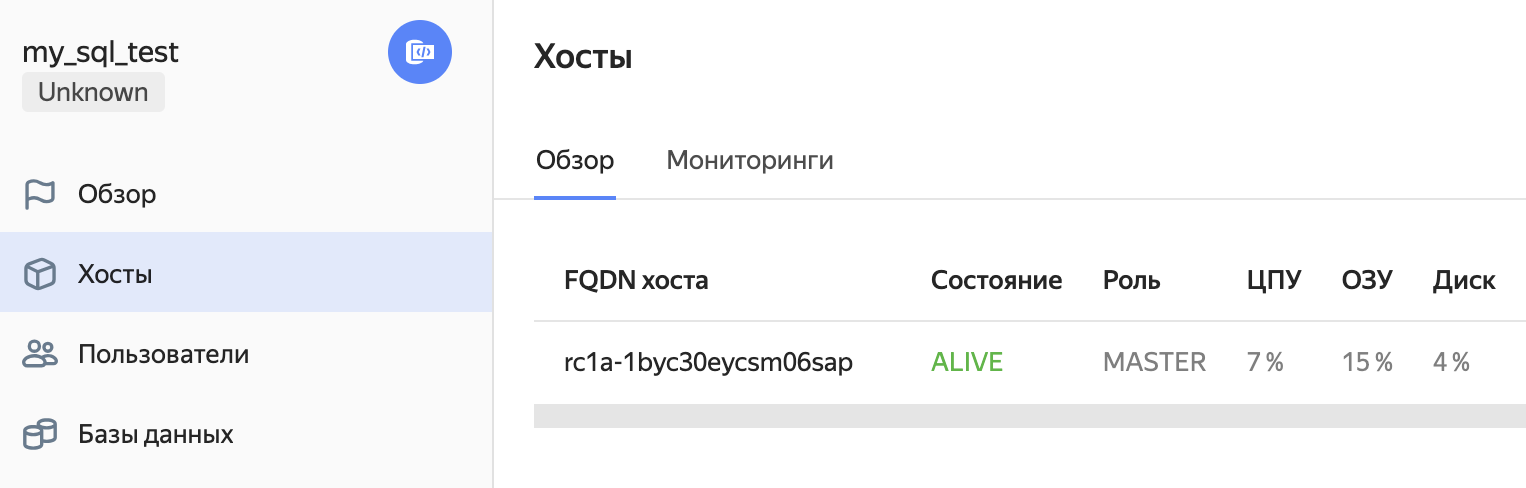 my_sql_test
Unknown
Обзор
Хосты
Пользователи
Базы данных
Хосты
Обзор Мониторинги
FQDN хоста Состояние Роль ЦПУ ОЗУ Диск
rc1a-1byc30eycsm06sap ALIVE MASTER 7 % 15 % 4 %